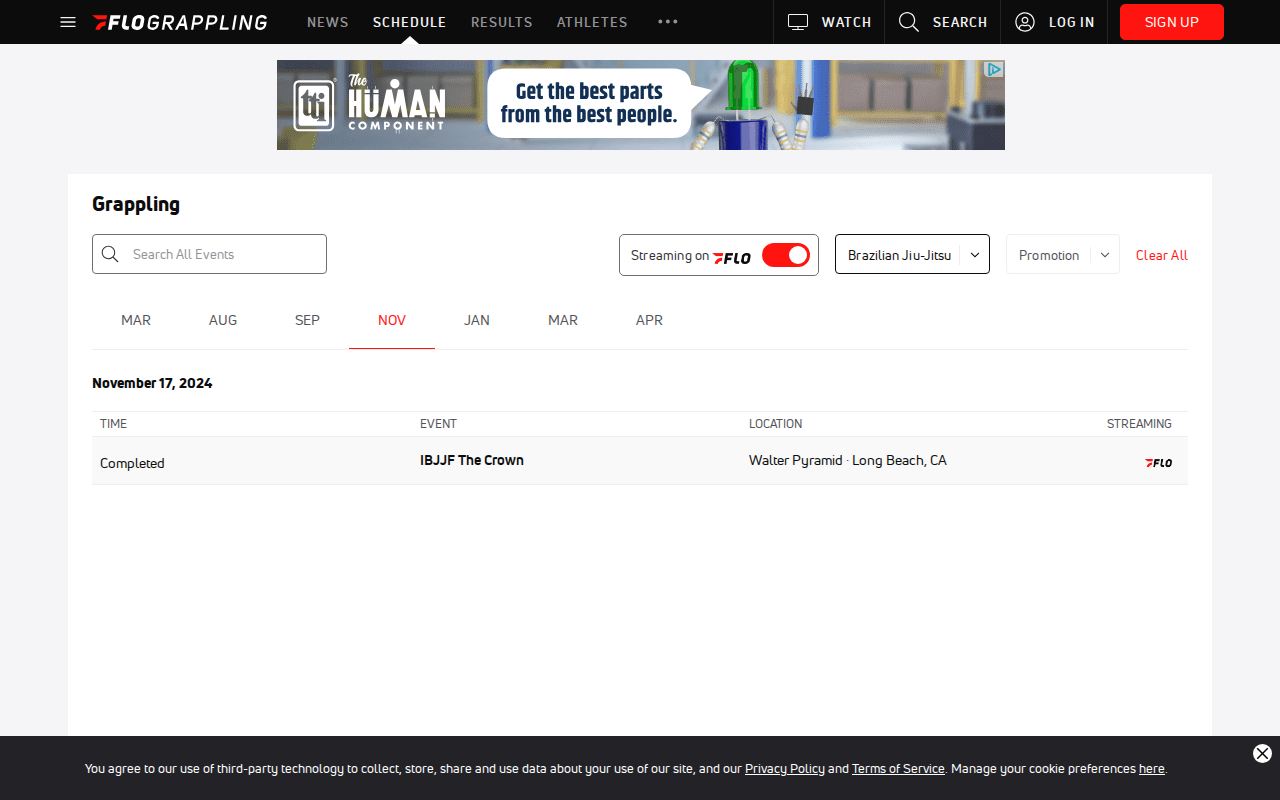 FLOGRAPPLING
NEWS
SCHEDULE
RESULTS
ATHLETES
WATCH
SEARCH
LOG IN
SIGN UP
tti
The HUMAN COMPONENT
Get the best parts
from the best people.
Grappling
Search All Events
Streaming on FLO
Brazilian Jiu-Jitsu
Promotion
Clear All
MAR
AUG
SEP
NOV
JAN
MAR
APR
November 17, 2024
TIME
EVENT
LOCATION
STREAMING
Completed
IBJJF The Crown
Walter Pyramid · Long Beach, CA
FLO
You agree to our use of third-party technology to collect, store, share and use data about your use of our site, and our Privacy Policy and Terms of Service. Manage your cookie preferences here.